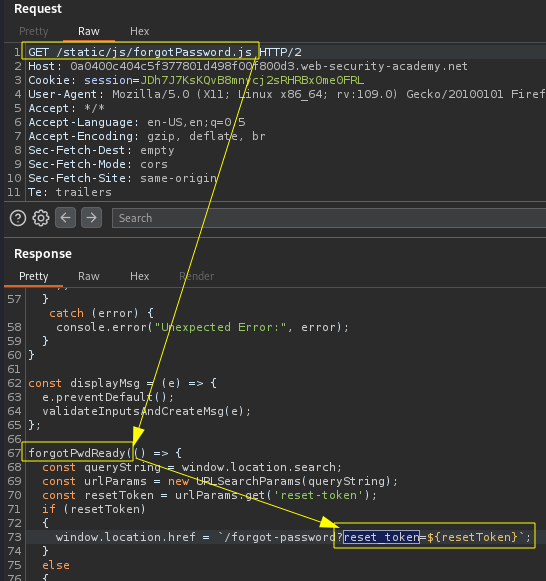 Request
Pretty Raw Hex
1 GET /static/js/forgotPassword.js HTTP/2
2 Host: 0a0400c404c5f377801d498f00f800d3.web-security-academy.net
3 Cookie: session=JDh7J7KsKQvB8mnycj2sRHRBx0me0FRL
4 User-Agent: Mozilla/5.0 (X11; Linux x86_64; rv:109.0) Gecko/20100101 Firef
5 Accept: */*
6 Accept-Language: en-US,en;q=0.5
7 Accept-Encoding: gzip, deflate, br
8 Sec-Fetch-Dest: empty
9 Sec-Fetch-Mode: cors
10 Sec-Fetch-Site: same-origin
11 Te: trailers
Search
Response
Pretty Raw Hex Render
57 }
catch (error) {
58 console.error("Unexpected Error:", error);
59 }
60 }
61
62 const displayMsg = (e) => {
63 e.preventDefault();
64 validateInputsAndCreateMsg(e);
65 };
66
67 forgotPwdReady(() => {
68 const queryString = window.location.search;
69 const urlParams = new URLSearchParams(queryString);
70 const resetToken = urlParams.get('reset-token');
71 if (resetToken)
72 {
73 window.location.href = `/forgot-password?reset_token=${resetToken}`;
74 }
75 else
76 {